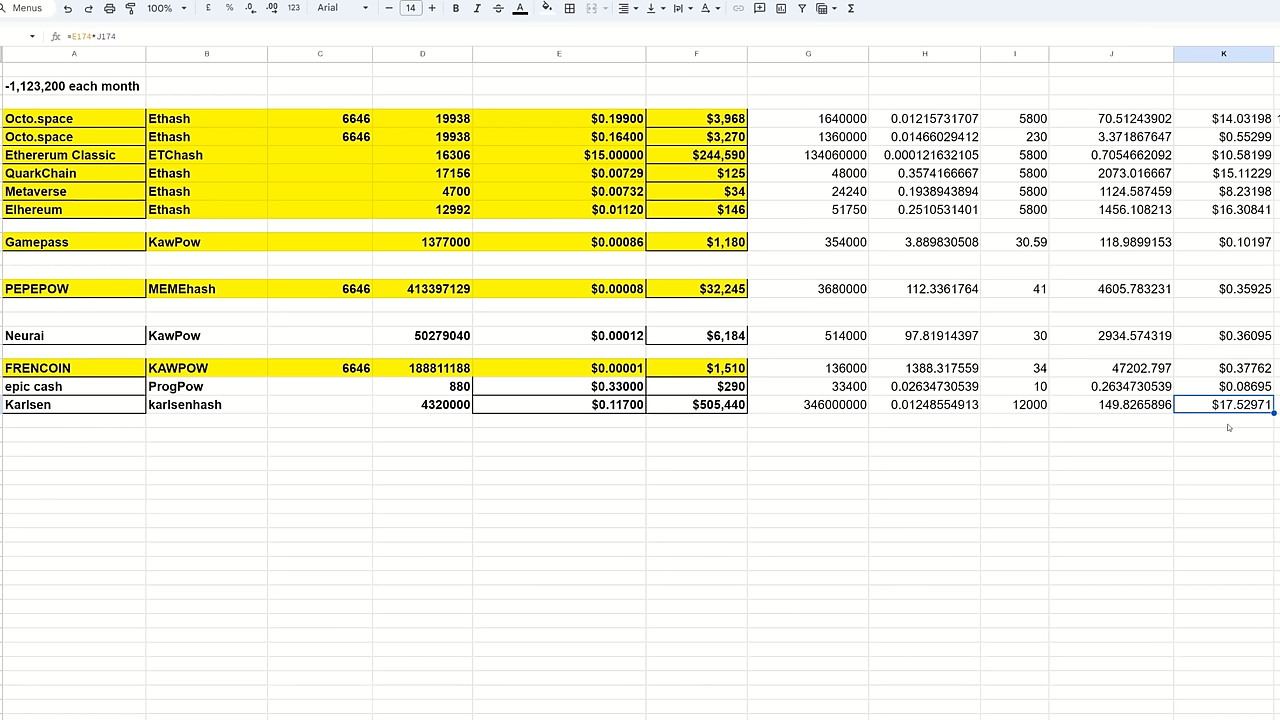 Menus 100% £ % .0 .00 123 Arial 14 B I A Σ
fx =E174*J174
A B C D E F G H I J K
-1,123,200 each month
Octo.space Ethash 6646 19938 $0.19900 $3,968 1640000 0.01215731707 5800 70.51243902 $14.03198
Octo.space Ethash 6646 19938 $0.16400 $3,270 1360000 0.01466029412 230 3.371867647 $0.55299
Ethererum Classic ETChash 16306 $15.00000 $244,590 13406000 0.000121632105 5800 0.7054662092 $10.58199
QuarkChain Ethash 17156 $0.00729 $125 48000 0.3574166667 5800 2073.016667 $15.11229
Metaverse Ethash 4700 $0.00732 $34 24240 0.1938943894 5800 1124.587459 $8.23198
Elhereum Ethash 12992 $0.01120 $146 51750 0.2510531401 5800 1456.108213 $16.30841
Gamepass KawPow 1377000 $0.00086 $1,180 354000 3.889830508 30.59 118.9899153 $0.10197
PEPEPOW MEMEhash 6646 413397129 $0.00008 $32,245 3680000 112.3361764 41 4605.783231 $0.35925
Neurai KawPow 50279040 $0.00012 $6,184 514000 97.81914397 30 2934.574319 $0.36095
FRENCOIN KAWPOW 6646 188811188 $0.00001 $1,510 136000 1388.317559 34 47202.797 $0.37762
epic cash ProgPow 880 $0.33000 $290 33400 0.02634730539 10 0.2634730539 $0.08695
Karlsen karlsenhash 4320000 $0.11700 $505,440 346000000 0.01248554913 12000 149.8265896 $17.52971